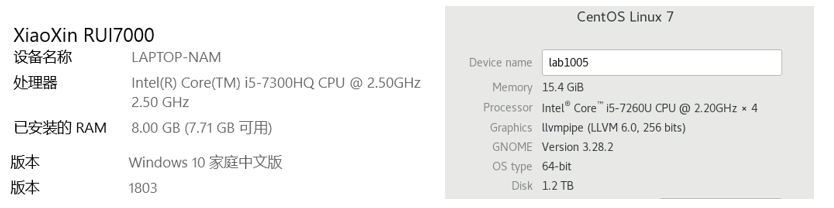 XiaoXin RUI7000
设备名称 LAPTOP-NAM
处理器 Intel(R) Core(TM) i5-7300HQ CPU @ 2.50GHz
2.50 GHz
已安装的 RAM 8.00 GB (7.71 GB 可用)
版本 Windows 10 家庭中文版
版本 1803
CentOS Linux 7
Device name lab1005
Memory 15.4 GiB
Processor Intel® Core™ i5-7260U CPU @ 2.20GHz × 4
Graphics llvmpipe (LLVM 6.0, 256 bits)
GNOME Version 3.28.2
OS type 64-bit
Disk 1.2 TB